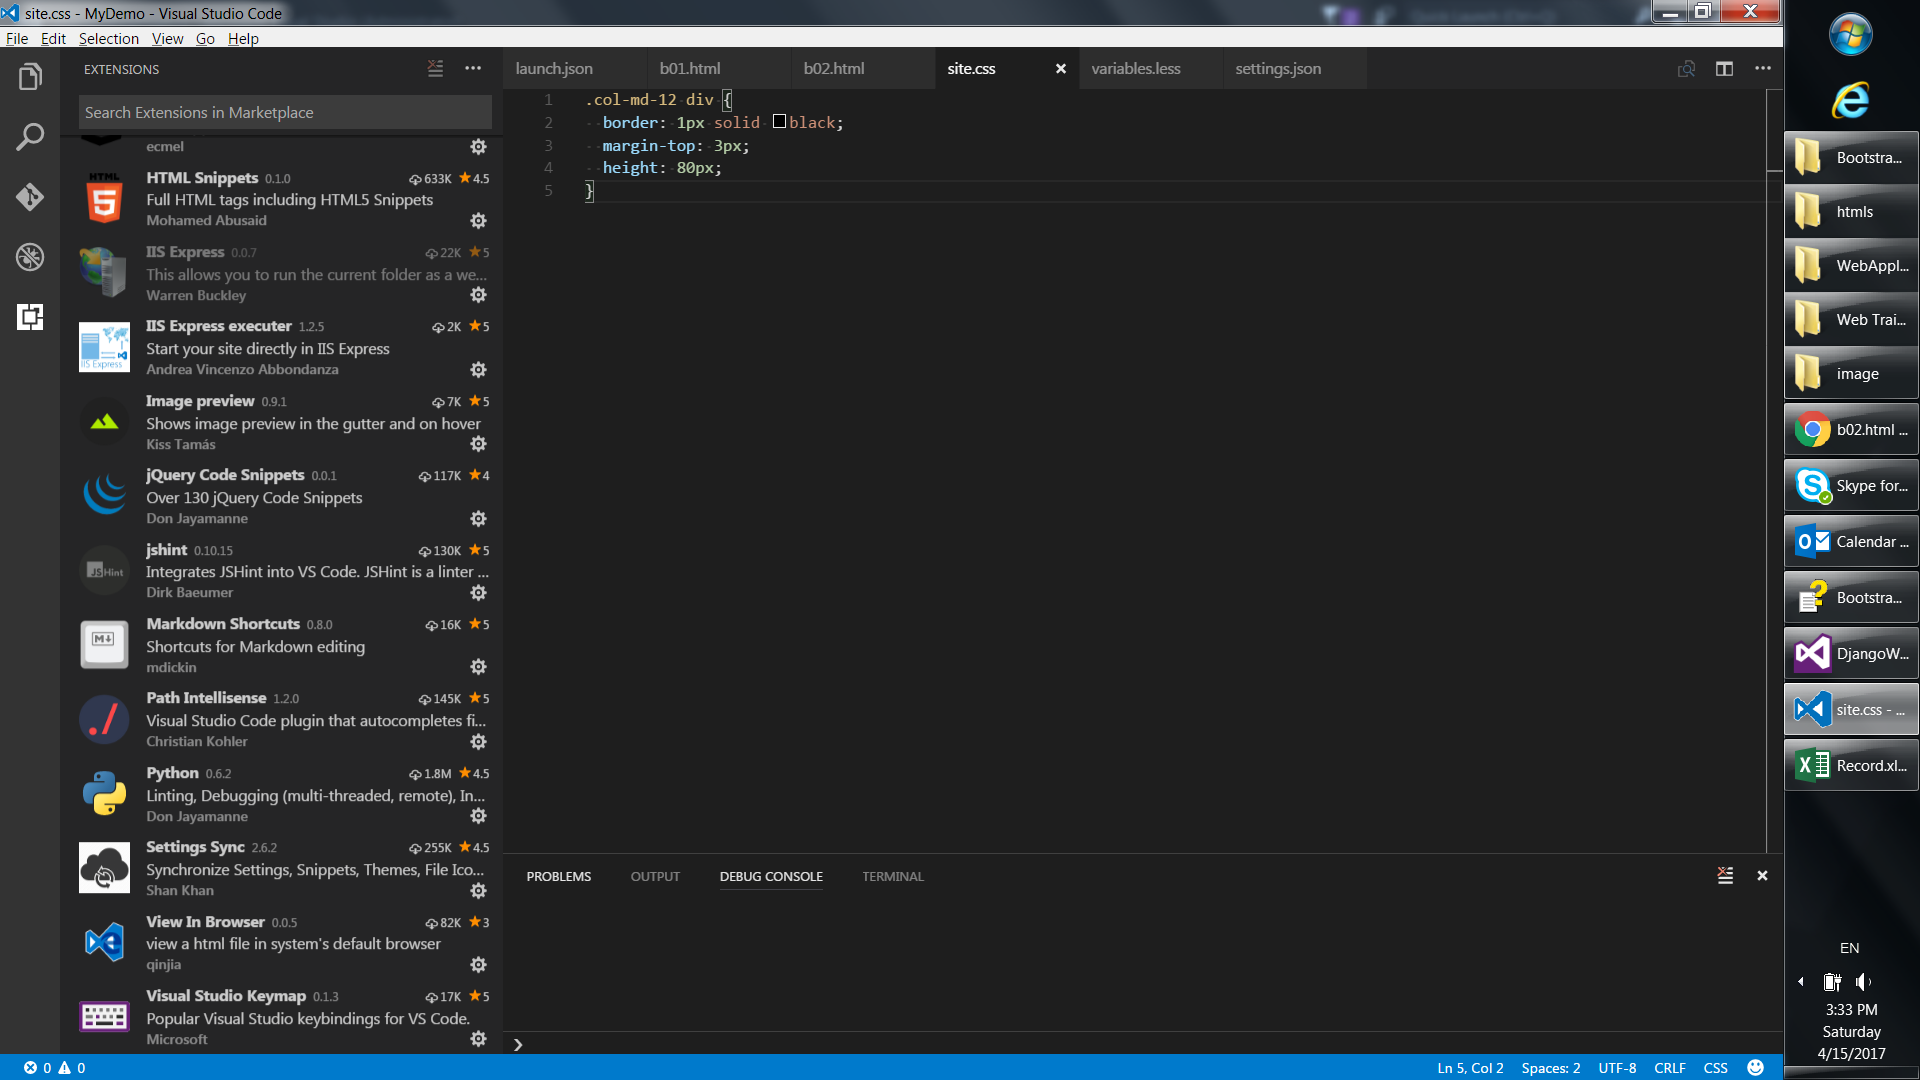 site.css - MyDemo - Visual Studio Code
File Edit Selection View Go Help
EXTENSIONS
Search Extensions in Marketplace
ecmel
HTML Snippets 0.1.0 633K 4.5
Full HTML tags including HTML5 Snippets
Mohamed Abusaid
IIS Express 0.0.7 22K 5
This allows you to run the current folder as a we...
Warren Buckley
IIS Express executer 1.2.5 2K 5
Start your site directly in IIS Express
Andrea Vincenzo Abbondanza
Image preview 0.9.1 7K 5
Shows image preview in the gutter and on hover
Kiss Tamás
jQuery Code Snippets 0.0.1 117K 4
Over 130 jQuery Code Snippets
Don Jayamanne
jshint 0.10.15 130K 5
Integrates JSHint into VS Code. JSHint is a linter ...
Dirk Baeumer
Markdown Shortcuts 0.8.0 16K 5
Shortcuts for Markdown editing
mdickin
Path Intellisense 1.2.0 145K 5
Visual Studio Code plugin that autocompletes fi...
Christian Kohler
Python 0.6.2 1.8M 4.5
Linting, Debugging (multi-threaded, remote), In...
Don Jayamanne
Settings Sync 2.6.2 255K 4.5
Synchronize Settings, Snippets, Themes, File Ico...
Shan Khan
View In Browser 0.0.5 82K 3
view a html file in system's default browser
qinjia
Visual Studio Keymap 0.1.3 17K 5
Popular Visual Studio keybindings for VS Code.
Microsoft
HTML
IIS Express
JSHint
launch.json b01.html b02.html site.css variables.less settings.json
1 .col-md-12 div {
2 border: 1px solid black;
3 margin-top: 3px;
4 height: 80px;
5 }
PROBLEMS OUTPUT DEBUG CONSOLE TERMINAL
0 0
Ln 5, Col 2 Spaces: 2 UTF-8 CRLF CSS
Bootstra...
htmls
WebAppl...
Web Trai...
image
b02.html ...
Skype for...
Calendar ...
Bootstra...
DjangoW...
site.css - ...
Record.xl...
EN
3:33 PM
Saturday
4/15/2017